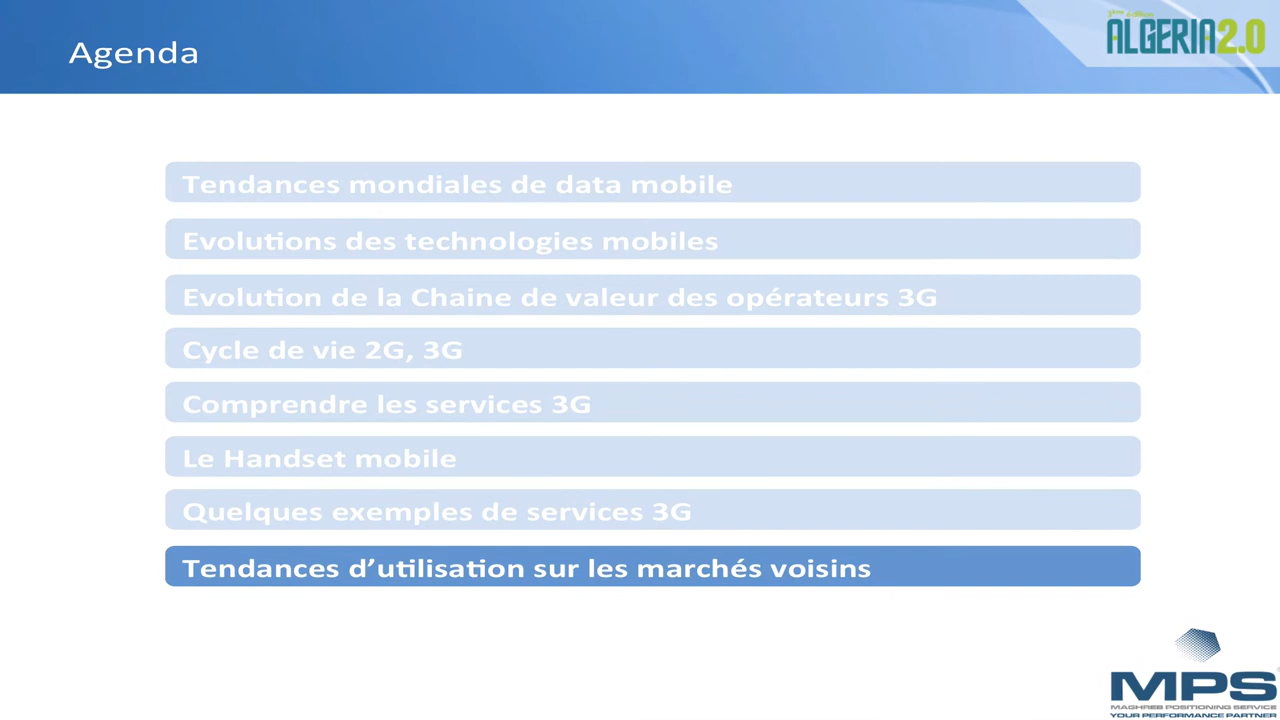 Agenda
3ème édition
ALGERIA2.0
Tendances mondiales de data mobile
Evolutions des technologies mobiles
Evolution de la Chaine de valeur des opérateurs 3G
Cycle de vie 2G, 3G
Comprendre les services 3G
Le Handset mobile
Quelques exemples de services 3G
Tendances d’utilisation sur les marchés voisins
MPS
MAGHREB POSITIONING SERVICE
YOUR PERFORMANCE PARTNER